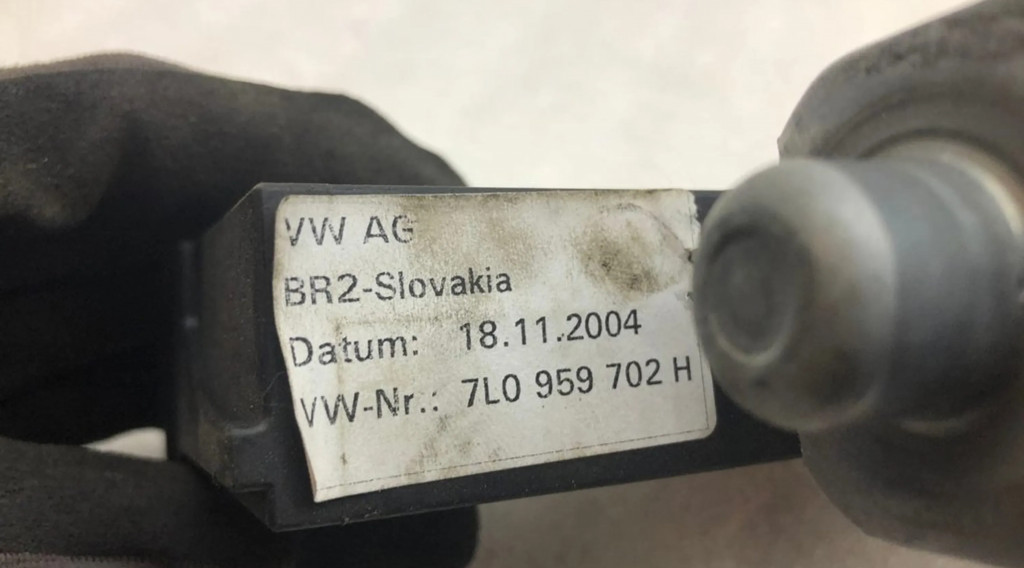 VW AG
BR2-Slovakia
Datum: 18.11.2004
VW-Nr.: 7L0 959 702 H